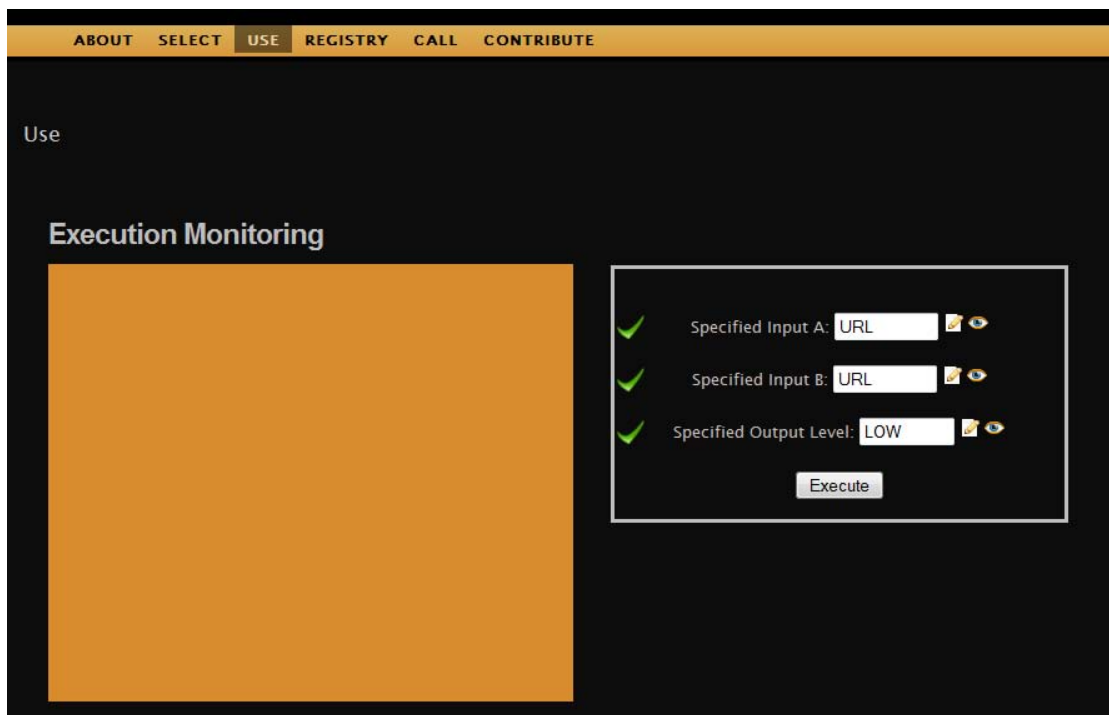 ABOUT SELECT USE REGISTRY CALL CONTRIBUTE
Use
Execution Monitoring
Specified Input A: URL
Specified Input B: URL
Specified Output Level: LOW
Execute